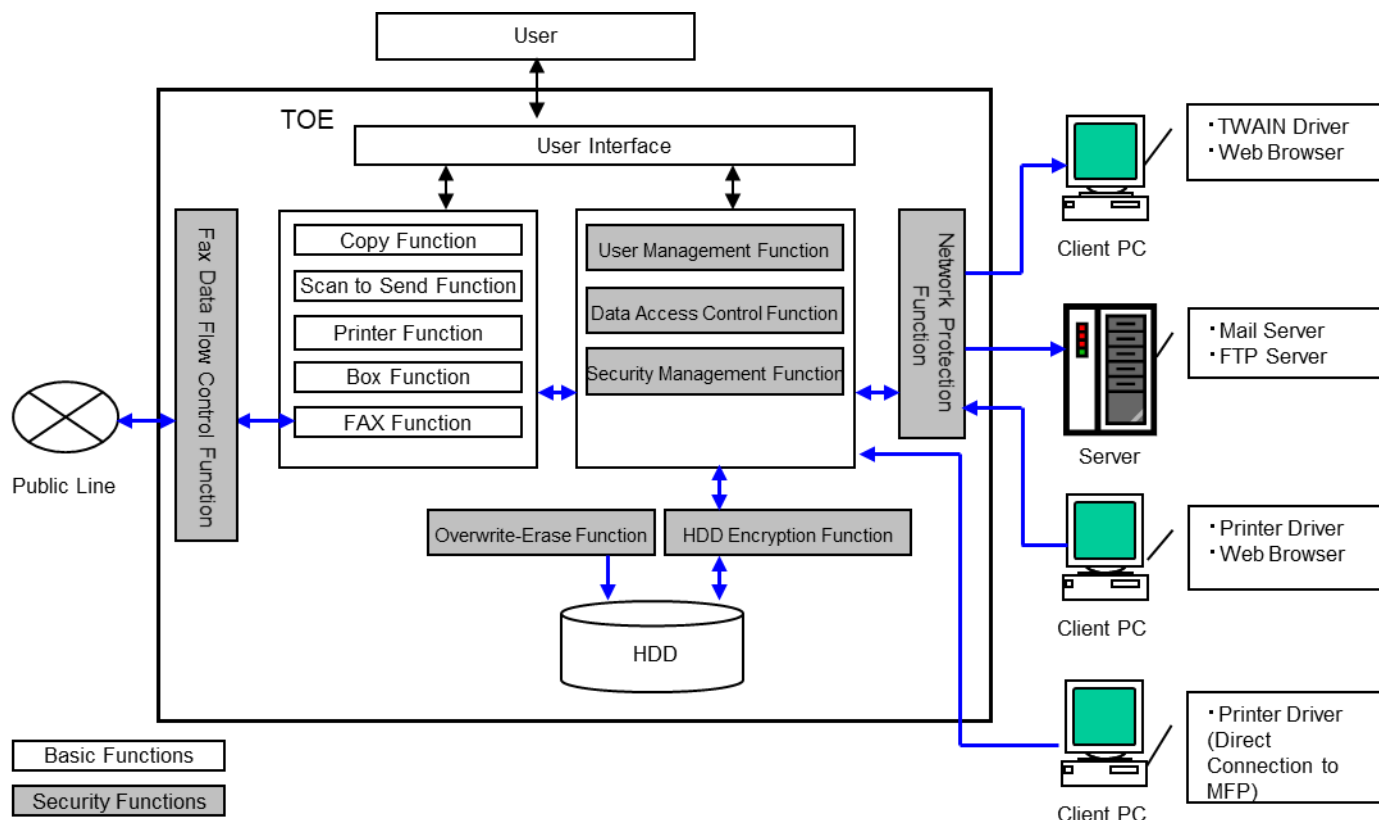 User
TOE
User Interface
Fax Data Flow Control Function
Copy Function
Scan to Send Function
Printer Function
Box Function
FAX Function
User Management Function
Data Access Control Function
Security Management Function
Network Protection
Function
Overwrite-Erase Function
HDD Encryption Function
HDD
Public Line
・TWAIN Driver
・Web Browser
Client PC
・Mail Server
・FTP Server
Server
・Printer Driver
・Web Browser
Client PC
・Printer Driver
(Direct
Connection to
MFP)
Client PC
Basic Functions
Security Functions